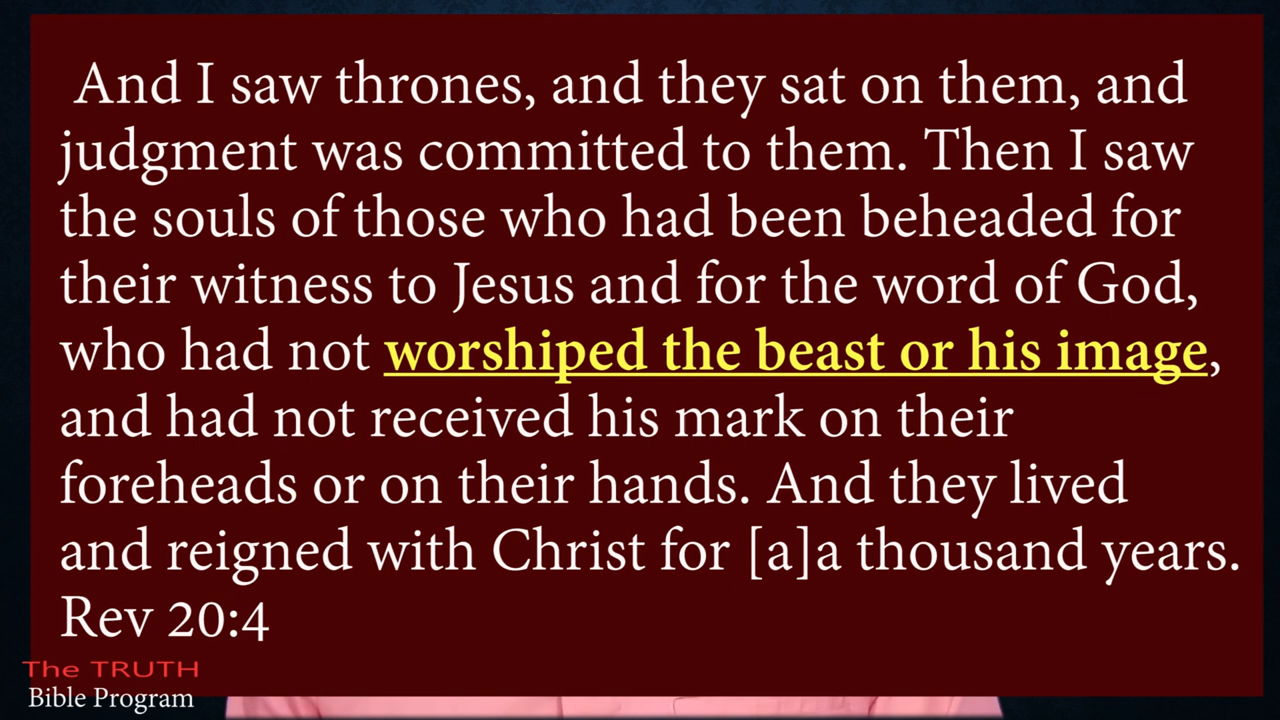 And I saw thrones, and they sat on them, and
judgment was committed to them. Then I saw
the souls of those who had been beheaded for
their witness to Jesus and for the word of God,
who had not worshiped the beast or his image,
and had not received his mark on their
foreheads or on their hands. And they lived
and reigned with Christ for [a]a thousand years.
Rev 20:4
The TRUTH
Bible Program